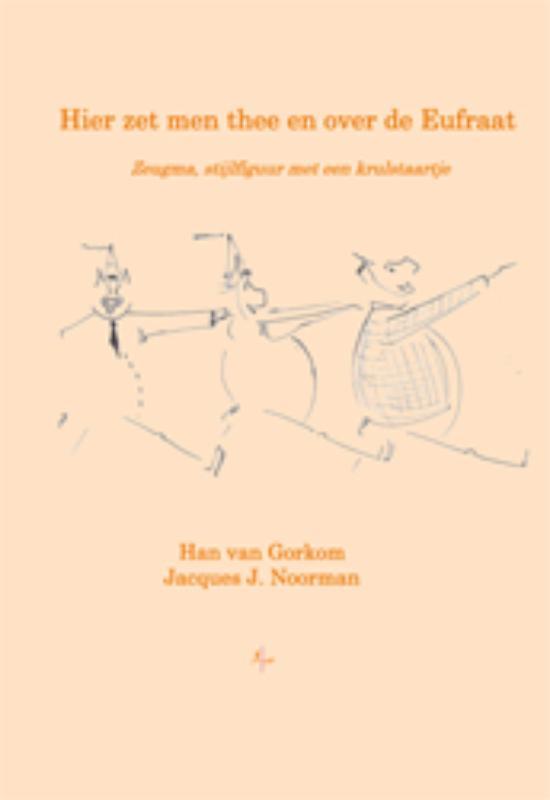 Hier zet men thee en over de Eufraat
Zeugma, stijlfiguur met een krulstaartje
Han van Gorkom
Jacques J. Noorman